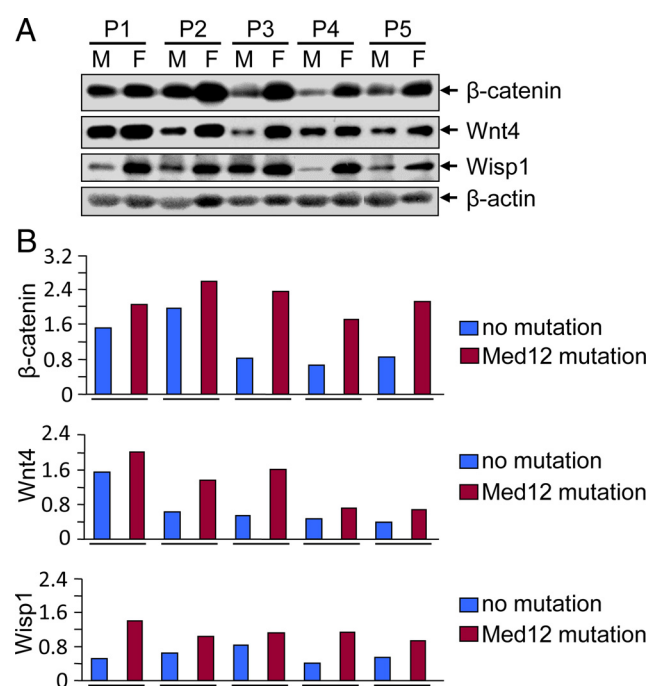 A
P1 P2 P3 P4 P5
M F M F M F M F M F
β-catenin
Wnt4
Wisp1
β-actin
B
β-catenin
3.2
2.4
1.6
0.8
0
no mutation
Med12 mutation
Wnt4
2.4
1.6
0.8
0
no mutation
Med12 mutation
Wisp1
2.4
1.6
0.8
0
no mutation
Med12 mutation